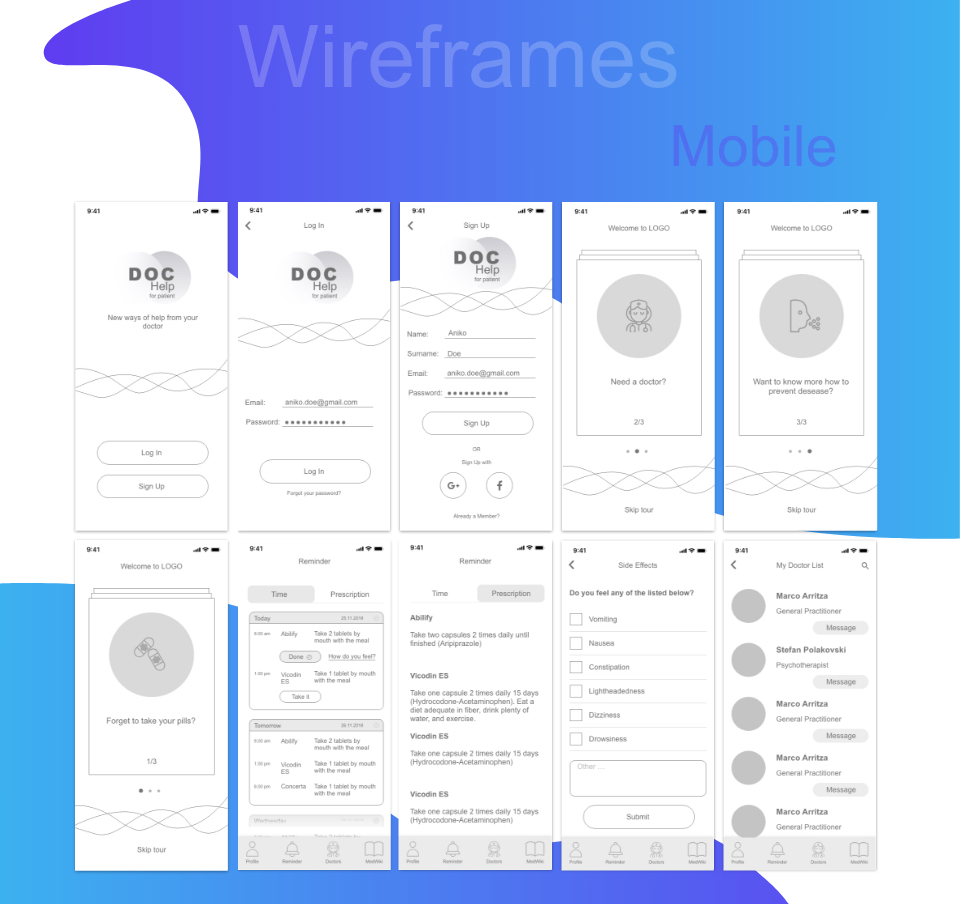 Wireframes
Mobile
9:41
DOC
Help
for patient
New ways of help from your
doctor
Log In
Sign Up
9:41
Log In
DOC
Help
for patient
Email: aniko.doe@gmail.com
Password: ●●●●●●●●●●●
Log In
Forgot your password?
9:41
Sign Up
DOC
Help
for patient
Name: Aniko
Surname: Doe
Email: aniko.doe@gmail.com
Password: ●●●●●●●●●●●
Sign Up
OR
Sign Up with
G+ f
Already a Member?
9:41
Welcome to LOGO
Need a doctor?
2/3
Skip tour
9:41
Welcome to LOGO
Want to know more how to
prevent desease?
3/3
Skip tour
9:41
Welcome to LOGO
Forget to take your pills?
1/3
Skip tour
9:41
Reminder
Time Prescription
Today 25.11.2018
8:00 am Abilify Take 2 tablets by
mouth with the meal
Done How do you feel?
1:00 pm Vicodin Take 1 tablet by mouth
ES with the meal
Take it
Tomorrow 26.11.2018
8:00 am Abilify Take 2 tablets by
mouth with the meal
1:00 pm Vicodin Take 1 tablet by mouth
ES with the meal
6:00 pm Concerta Take 1 tablet by mouth
with the meal
Wednesday
Profile Reminder Doctors MedWiki
9:41
Reminder
Time Prescription
Abilify
Take two capsules 2 times daily until
finished (Aripiprazole)
Vicodin ES
Take one capsule 2 times daily 15 days
(Hydrocodone-Acetaminophen). Eat a
diet adequate in fiber, drink plenty of
water, and exercise.
Vicodin ES
Take one capsule 2 times daily 15 days
(Hydrocodone-Acetaminophen)
Vicodin ES
Take one capsule 2 times daily 15 days
(Hydrocodone-Acetaminophen)
Profile Reminder Doctors MedWiki
9:41
Side Effects
Do you feel any of the listed below?
Vomiting
Nausea
Constipation
Lightheadedness
Dizziness
Drowsiness
Other ...
Submit
Profile Reminder Doctors MedWiki
9:41
My Doctor List
Marco Arritza
General Practitioner
Message
Stefan Polakovski
Psychotherapist
Message
Marco Arritza
General Practitioner
Message
Marco Arritza
General Practitioner
Message
Marco Arritza
General Practitioner
Profile Reminder Doctors MedWiki